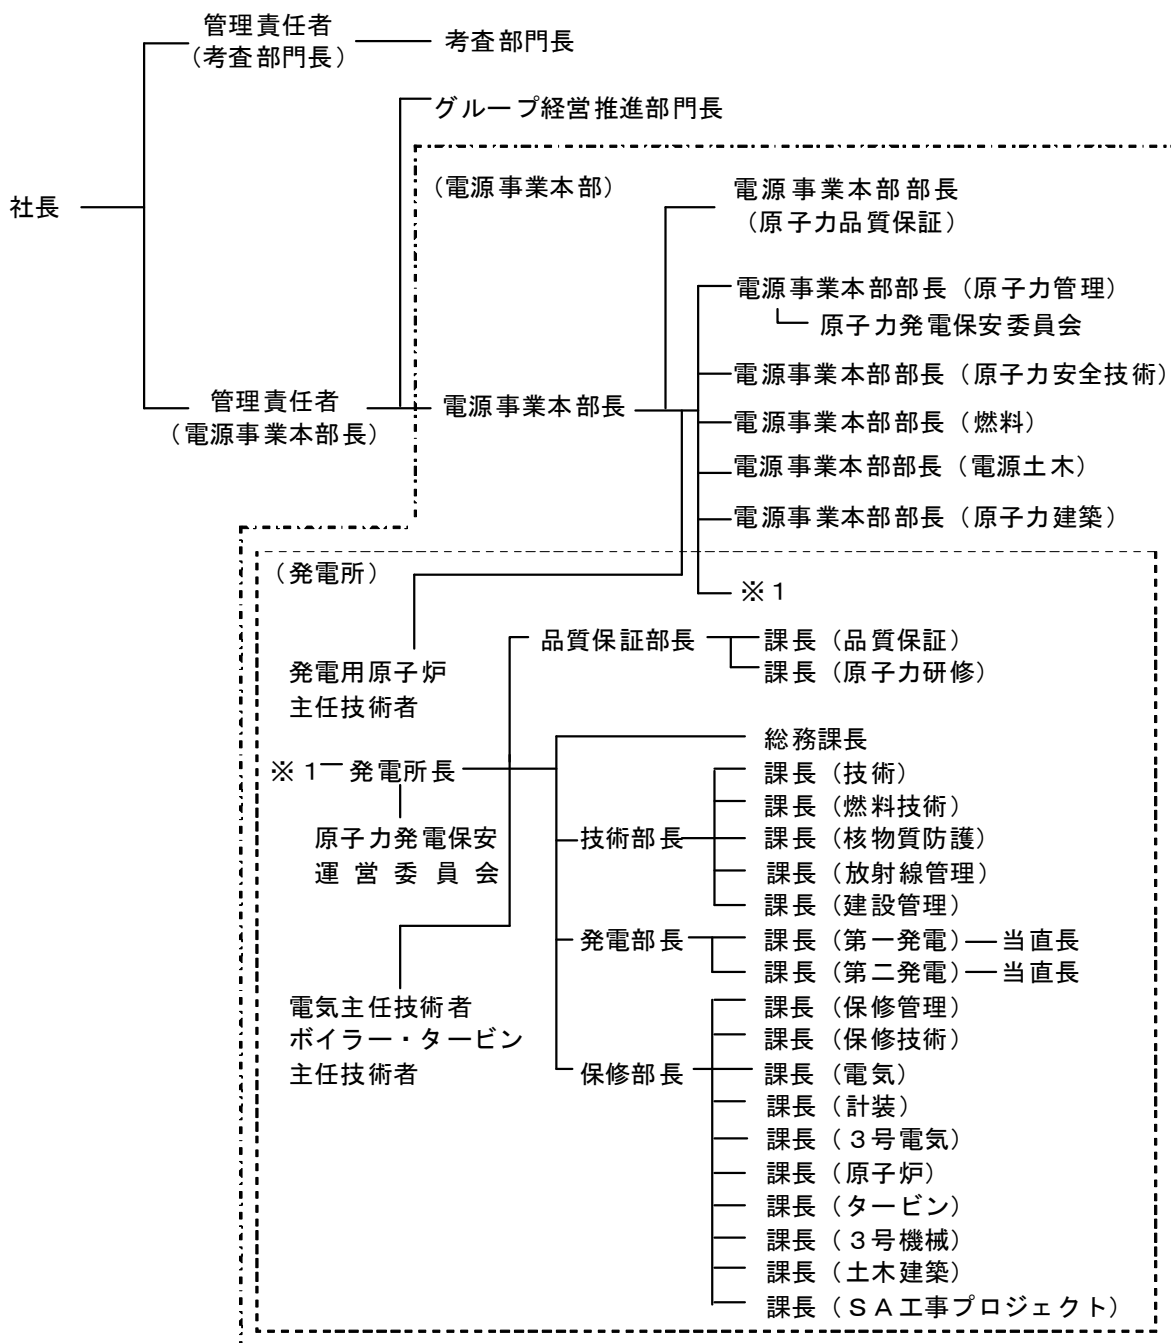 管理責任者
（考査部門長）
考査部門長
グループ経営推進部門長
社長
（電源事業本部）
電源事業本部部長
（原子力品質保証）
電源事業本部部長（原子力管理）
原子力発電保安委員会
電源事業本部部長（原子力安全技術）
管理責任者
（電源事業本部長）
電源事業本部長
電源事業本部部長（燃料）
電源事業本部部長（電源土木）
電源事業本部部長（原子力建築）
※１
（発電所）
発電用原子炉
主任技術者
品質保証部長
課長（品質保証）
課長（原子力研修）
※１
発電所長
原子力発電保安
運営委員会
電気主任技術者
ボイラー・タービン
主任技術者
総務課長
技術部長
課長（技術）
課長（燃料技術）
課長（核物質防護）
課長（放射線管理）
課長（建設管理）
発電部長
課長（第一発電）
当直長
課長（第二発電）
当直長
保修部長
課長（保修管理）
課長（保修技術）
課長（電気）
課長（計装）
課長（３号電気）
課長（原子炉）
課長（タービン）
課長（３号機械）
課長（土木建築）
課長（ＳＡ工事プロジェクト）